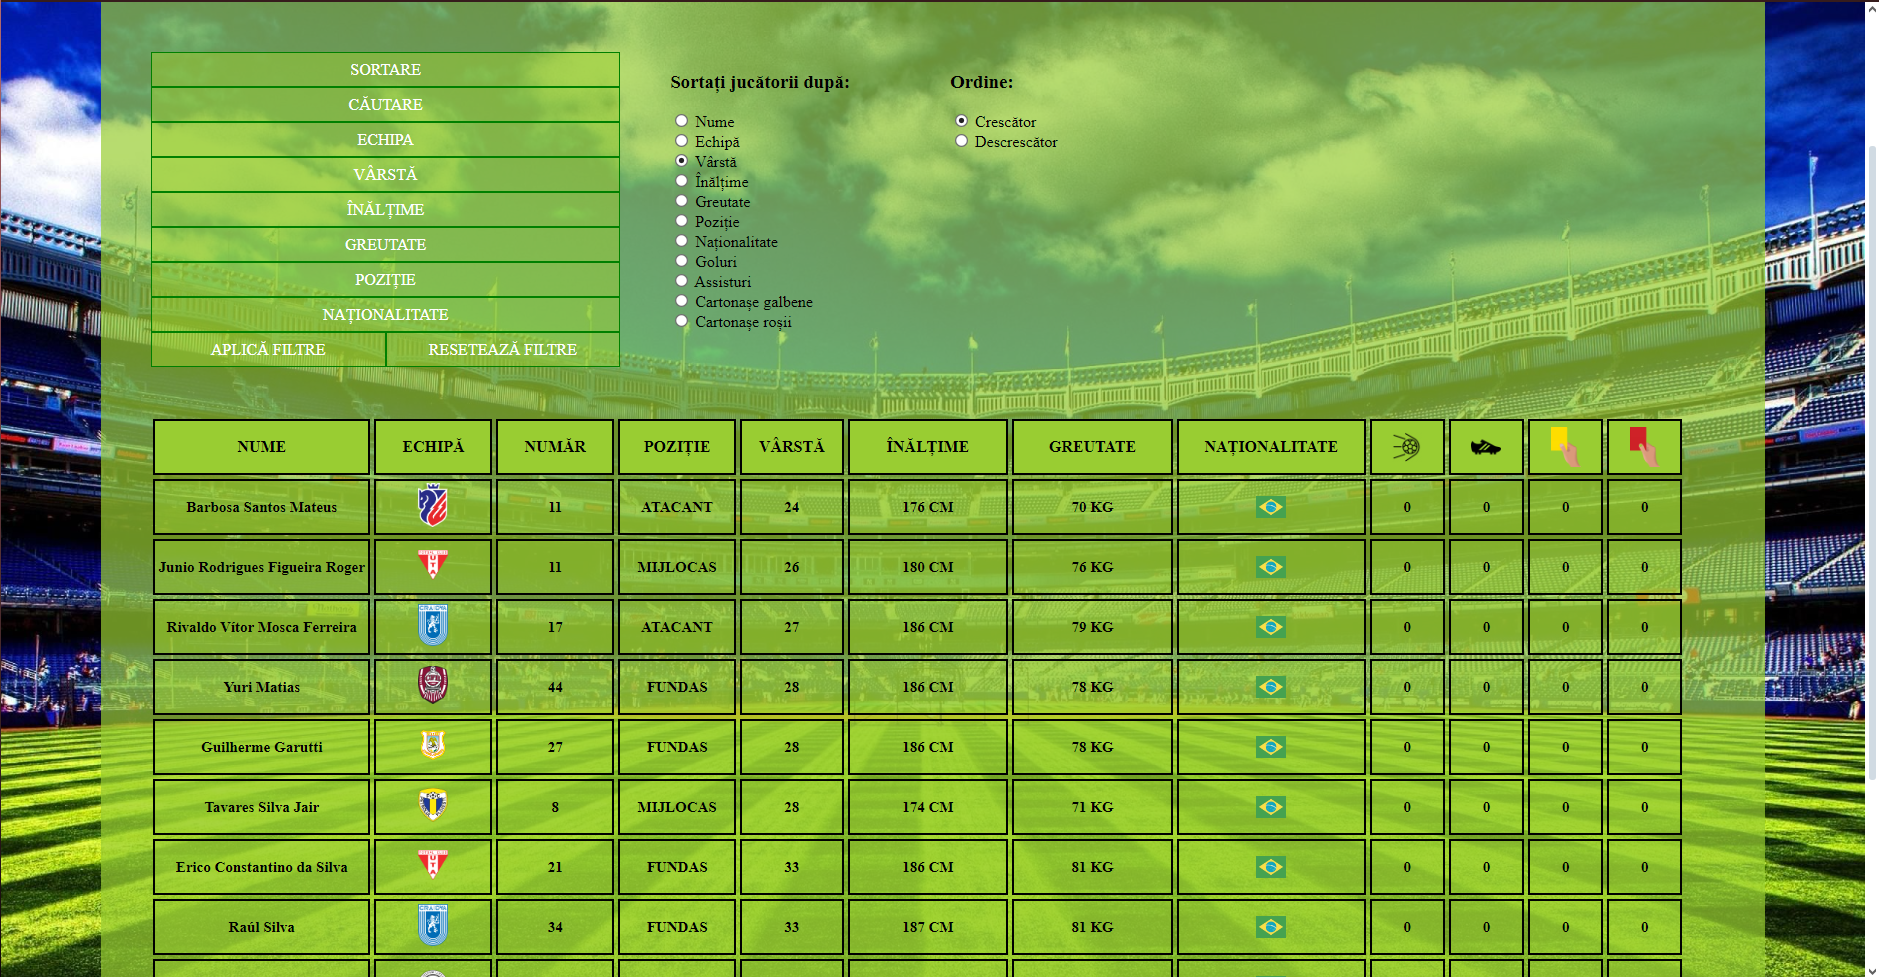 SORTARE
CĂUTARE
ECHIPA
VÂRSTĂ
ÎNĂLȚIME
GREUTATE
POZIȚIE
NAȚIONALITATE
APLICĂ FILTRE RESETEAZĂ FILTRE
Sortați jucătorii după:
Nume
Echipă
Vârstă
Înălțime
Greutate
Poziție
Naționalitate
Goluri
Assisturi
Cartonașe galbene
Cartonașe roșii
Ordine:
Crescător
Descrescător
NUME ECHIPĂ NUMĂR POZIȚIE VÂRSTĂ ÎNĂLȚIME GREUTATE NAȚIONALITATE
Barbosa Santos Mateus 11 ATACANT 24 176 CM 70 KG 0 0 0 0
Junio Rodrigues Figueira Roger UTA 11 MIJLOCAS 26 180 CM 76 KG 0 0 0 0
Rivaldo Vítor Mosca Ferreira CRAIOVA 17 ATACANT 27 186 CM 79 KG 0 0 0 0
Yuri Matias 44 FUNDAS 28 186 CM 78 KG 0 0 0 0
Guilherme Garutti 27 FUNDAS 28 186 CM 78 KG 0 0 0 0
Tavares Silva Jair 8 MIJLOCAS 28 174 CM 71 KG 0 0 0 0
Erico Constantino da Silva UTA 21 FUNDAS 33 186 CM 81 KG 0 0 0 0
Raúl Silva CRAIOVA 34 FUNDAS 33 187 CM 81 KG 0 0 0 0